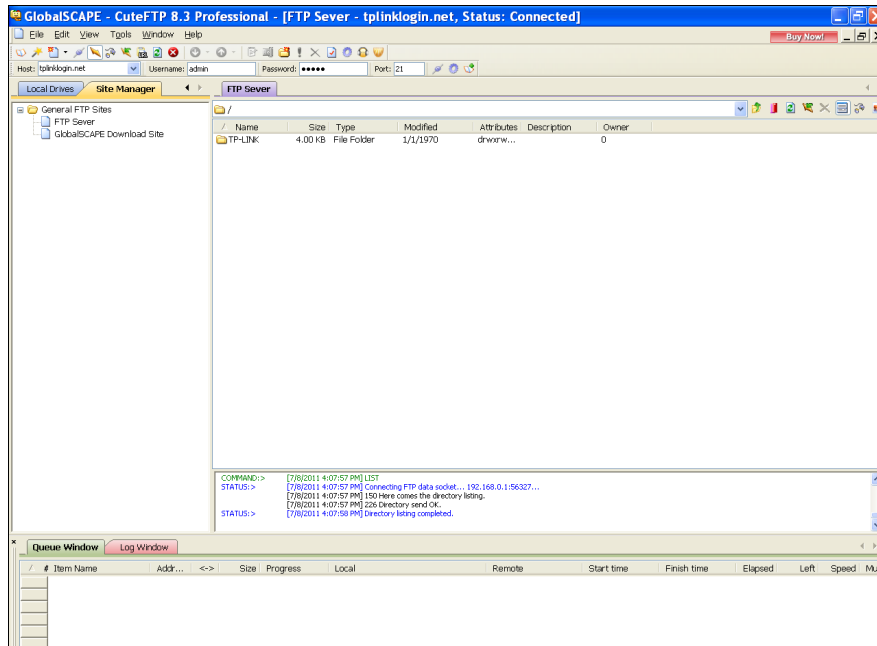 GlobalSCAPE - CuteFTP 8.3 Professional - [FTP Sever - tplinklogin.net, Status: Connected]
File Edit View Tools Window Help
Buy Now!
Host: tplinklogin.net Username: admin Password: ●●●●● Port: 21
Local Drives Site Manager FTP Sever
General FTP Sites
FTP Sever
GlobalSCAPE Download Site
/
/ Name Size Type Modified Attributes Description Owner
TP-LINK 4.00 KB File Folder 1/1/1970 drwxrw... 0
COMMAND:> [7/8/2011 4:07:57 PM] LIST
STATUS:> [7/8/2011 4:07:57 PM] Connecting FTP data socket... 192.168.0.1:56327...
[7/8/2011 4:07:57 PM] 150 Here comes the directory listing.
[7/8/2011 4:07:57 PM] 226 Directory send OK.
STATUS:> [7/8/2011 4:07:58 PM] Directory listing completed.
Queue Window Log Window
/ # Item Name Addr... <-> Size Progress Local Remote Start time Finish time Elapsed Left Speed Mu